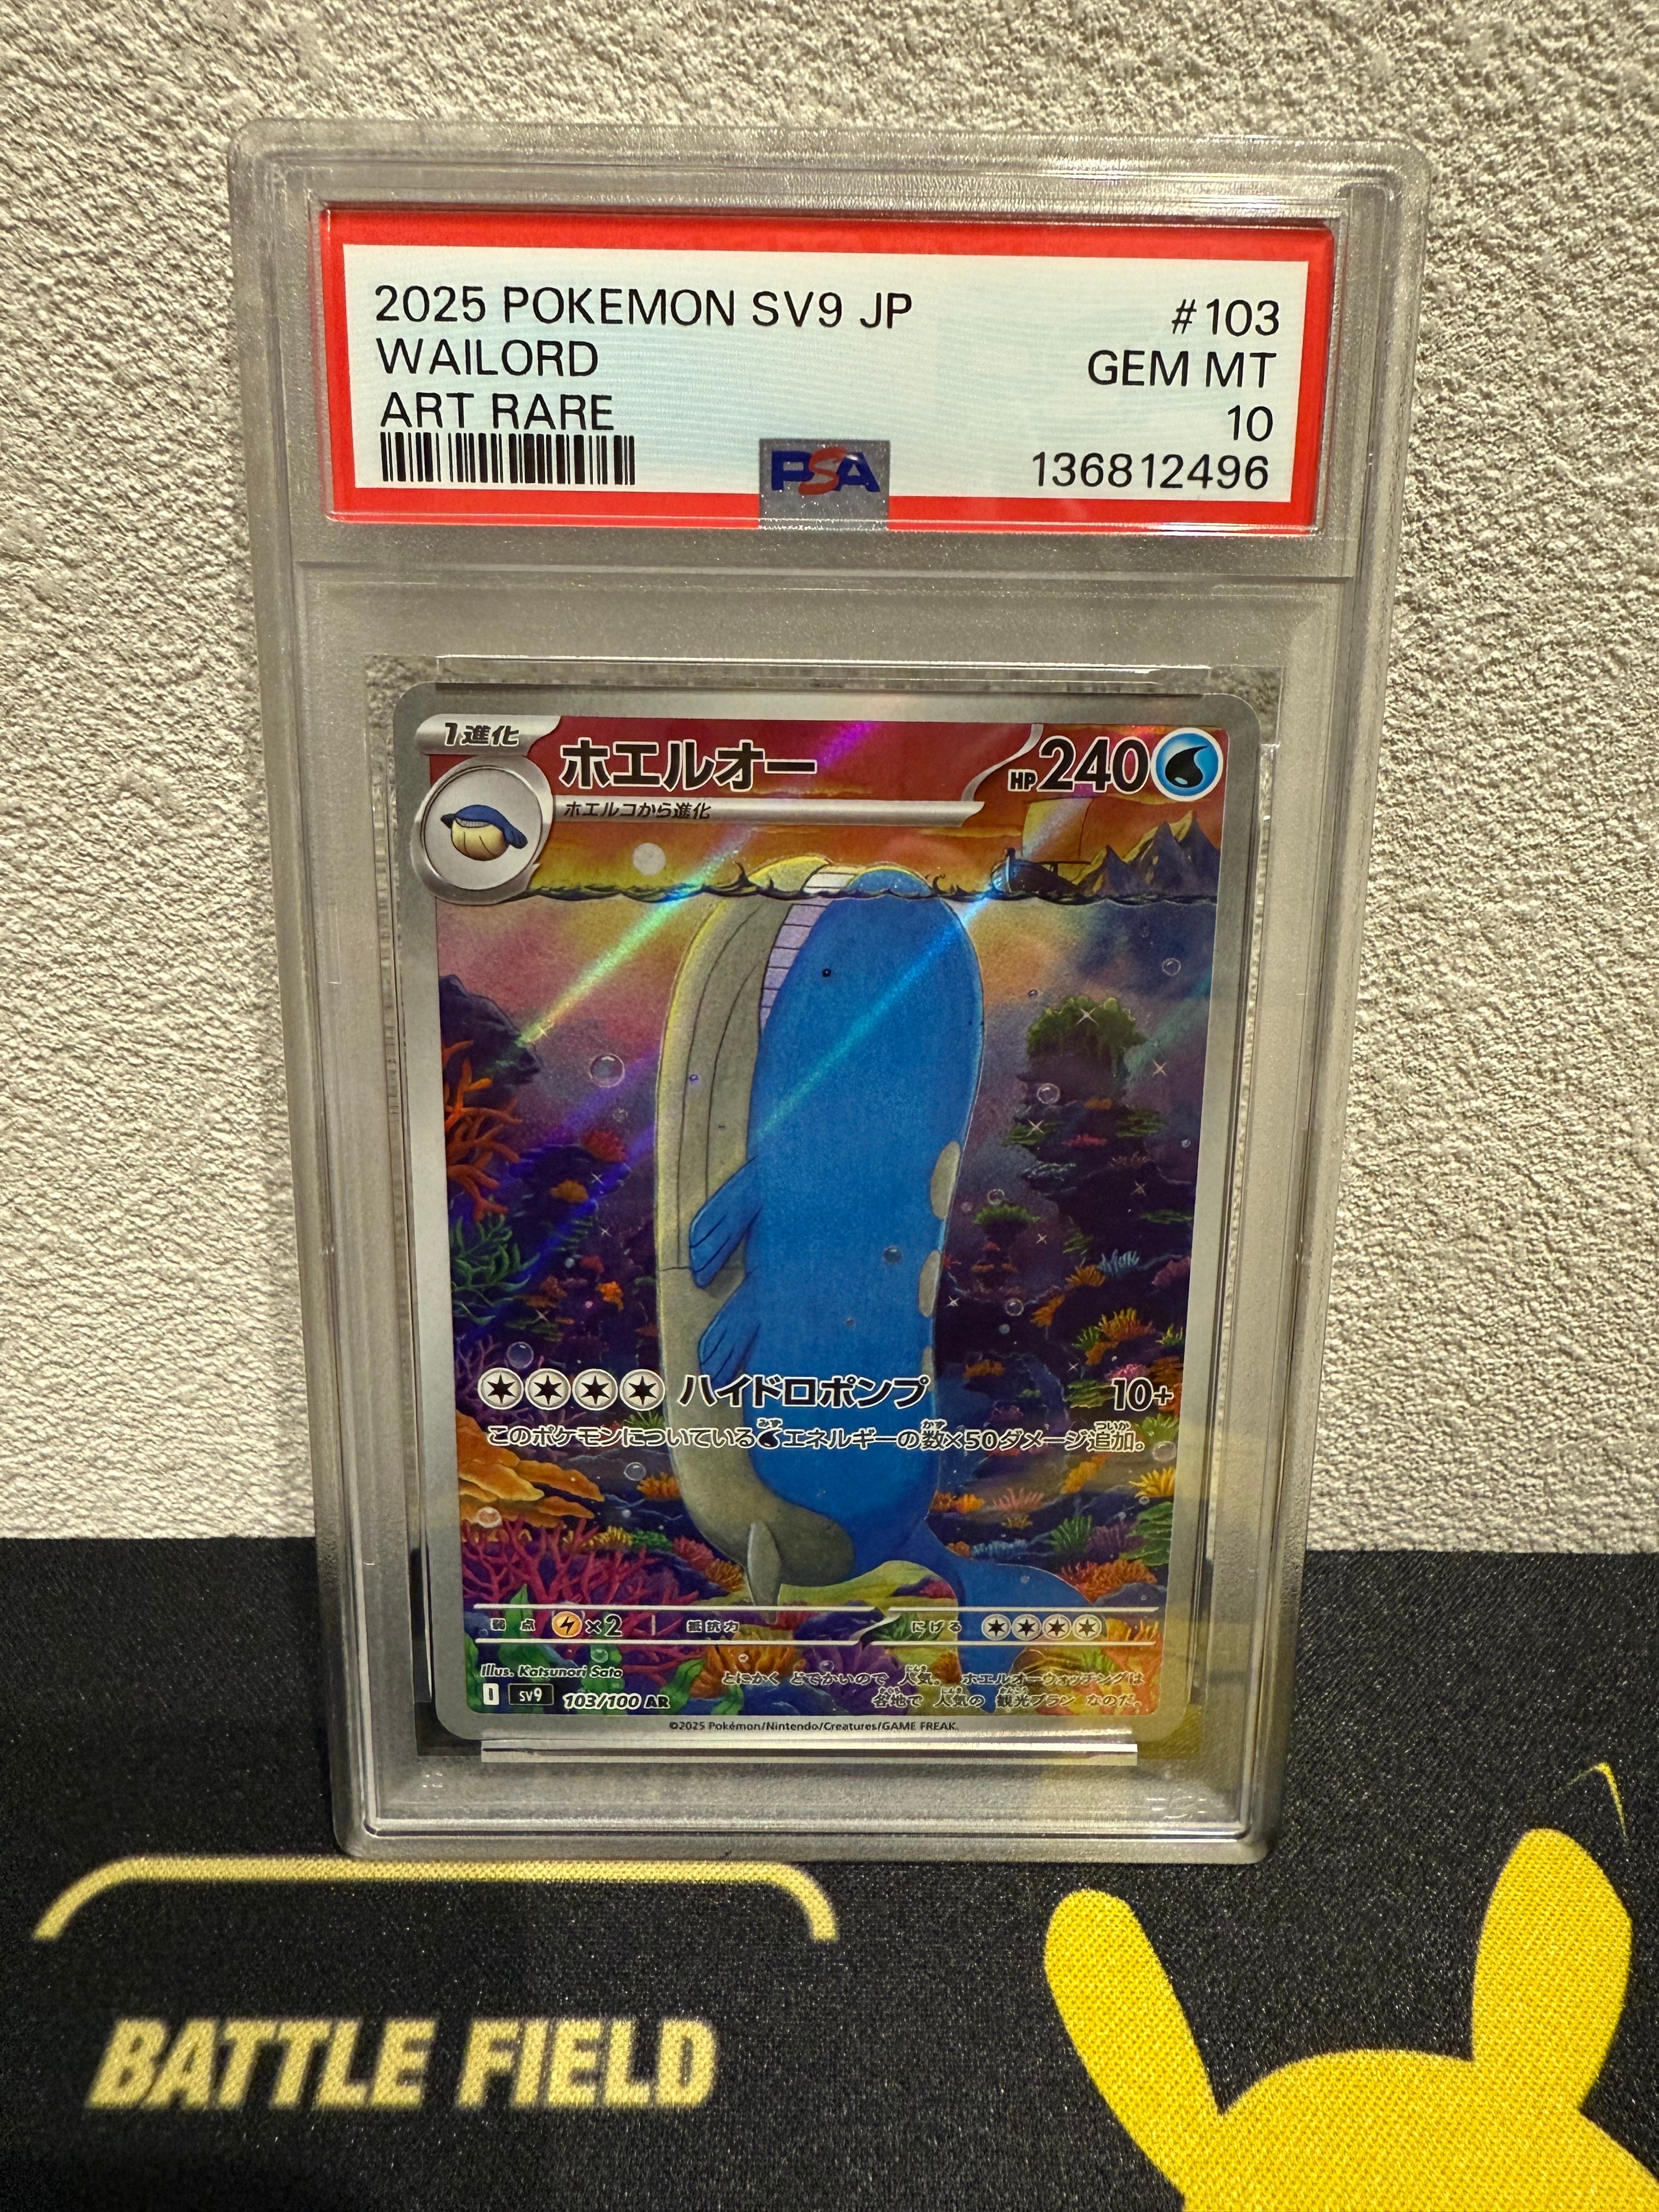 2025 POKEMON SV9 JP #103
WAILORD GEM MT
ART RARE 10
PSA 136812496
1進化 ホエルオー HP240
ホエルコから進化
ハイドロポンプ 10+
このポケモンについているエネルギーの数×50ダメージ追加。
弱点 ×2 抵抗力 にげる
Illus. Katsunori Sato
とにかく どでかいので 人気。 ホエルオーウォッチングは
各地で 人気の 観光プラン なのだ。
sv9 103/100 AR
©2025 Pokémon/Nintendo/Creatures/GAME FREAK.
BATTLE FIELD